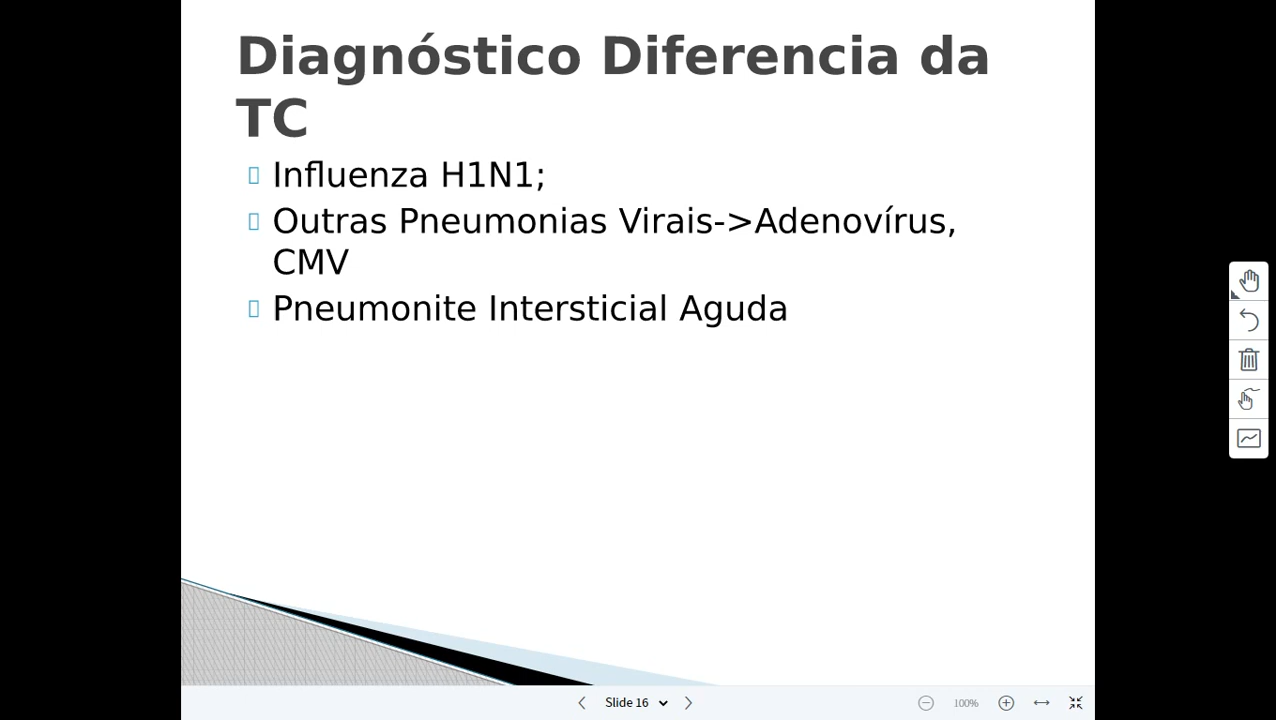 Diagnóstico Diferencia da
TC
Influenza H1N1;
Outras Pneumonias Virais->Adenovírus,
CMV
Pneumonite Intersticial Aguda
Slide 16
100%